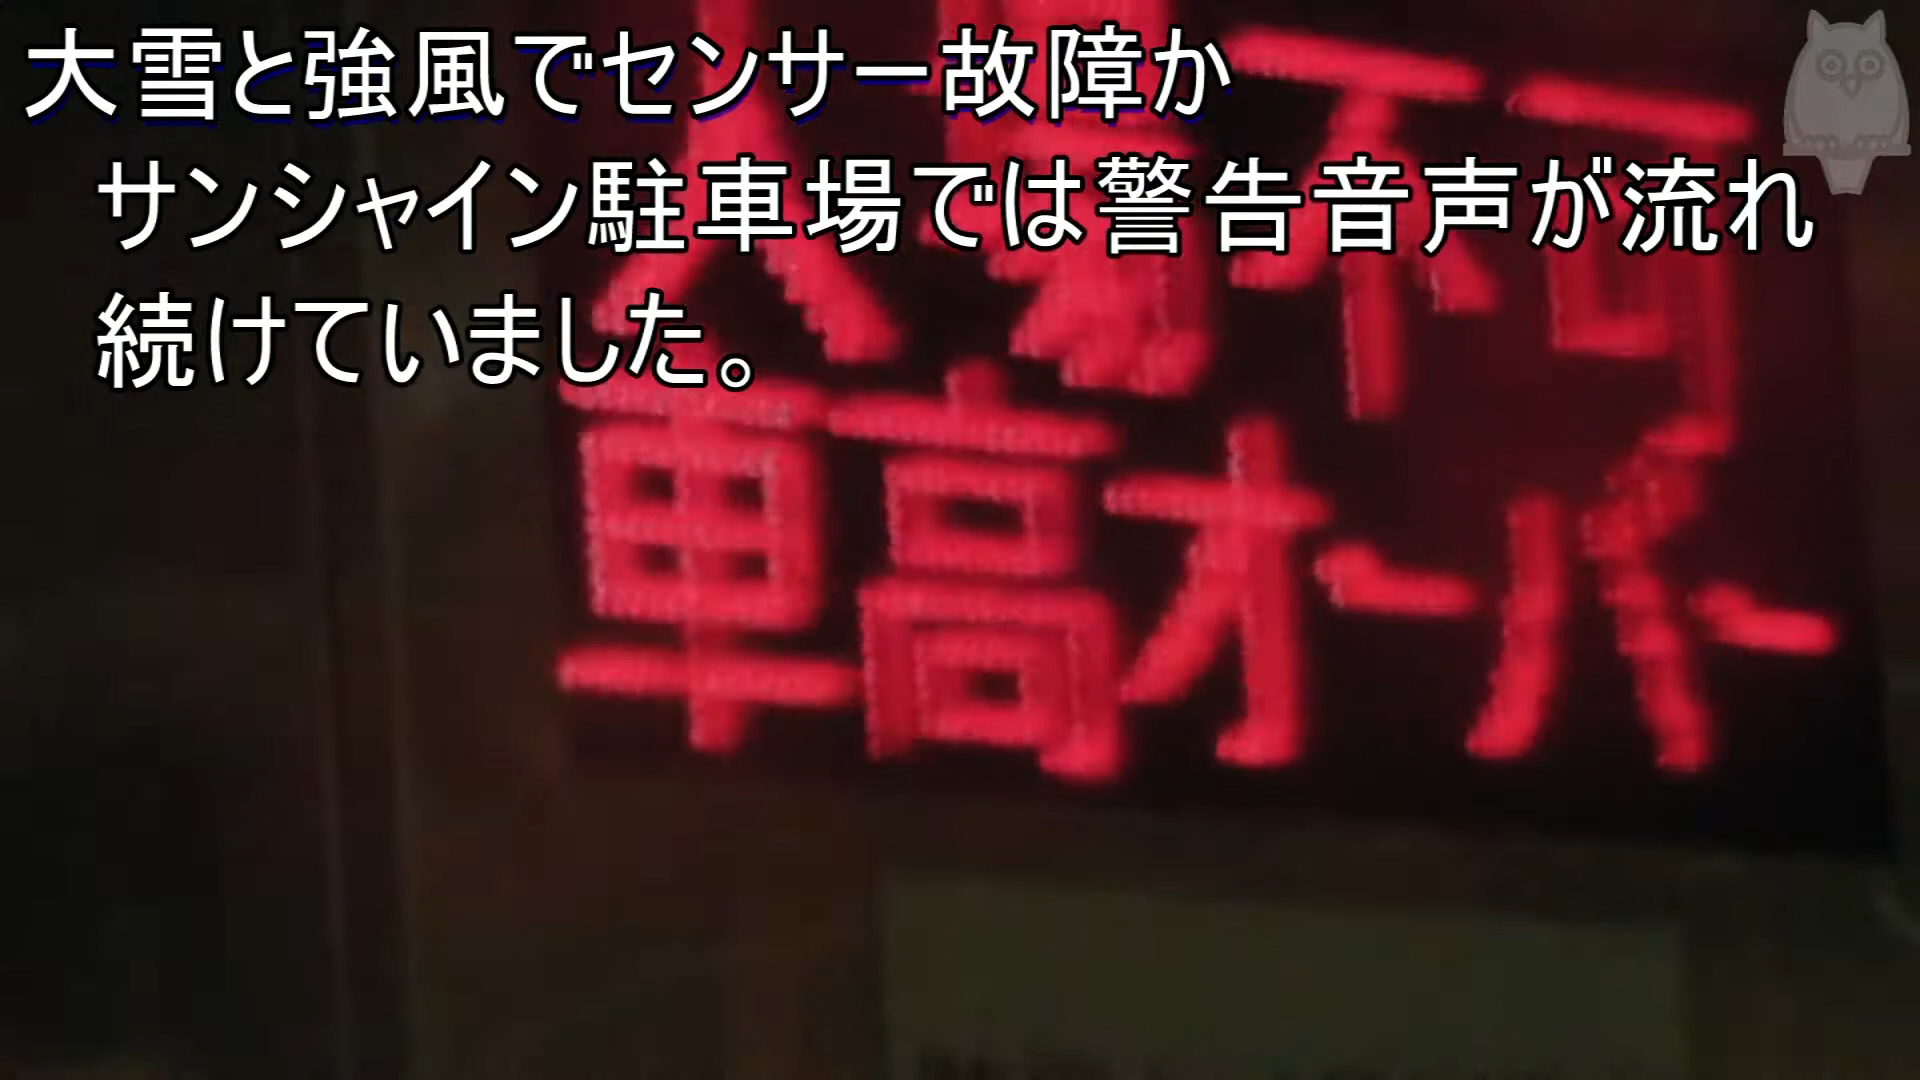 大雪と強風でセンサー故障か
サンシャイン駐車場では警告音声が流れ
続けていました。
入場不可
車高オーバー